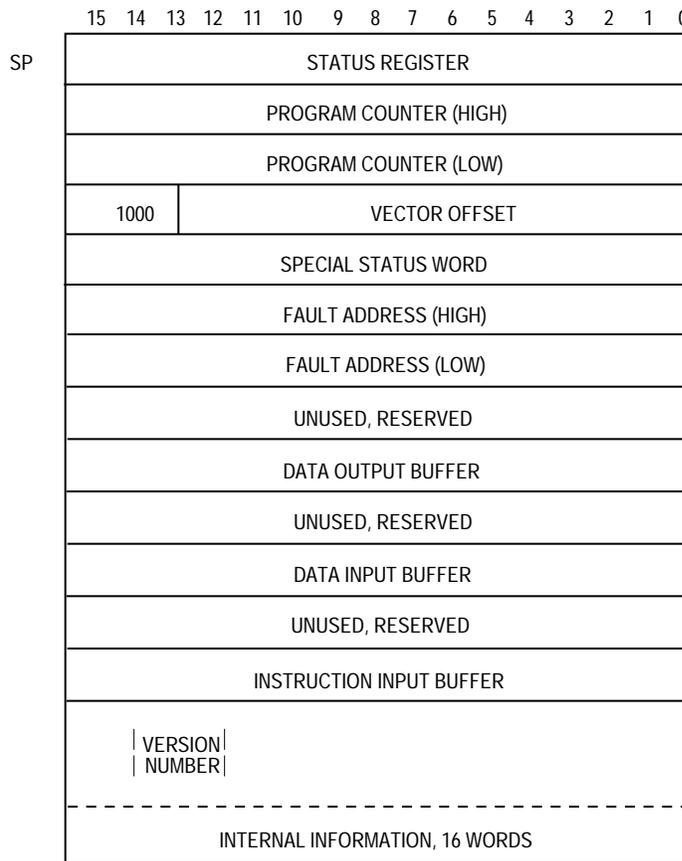 15 14 13 12 11 10 9 8 7 6 5 4 3 2 1 0
SP STATUS REGISTER
PROGRAM COUNTER (HIGH)
PROGRAM COUNTER (LOW)
1000 VECTOR OFFSET
SPECIAL STATUS WORD
FAULT ADDRESS (HIGH)
FAULT ADDRESS (LOW)
UNUSED, RESERVED
DATA OUTPUT BUFFER
UNUSED, RESERVED
DATA INPUT BUFFER
UNUSED, RESERVED
INSTRUCTION INPUT BUFFER
VERSION
NUMBER
INTERNAL INFORMATION, 16 WORDS